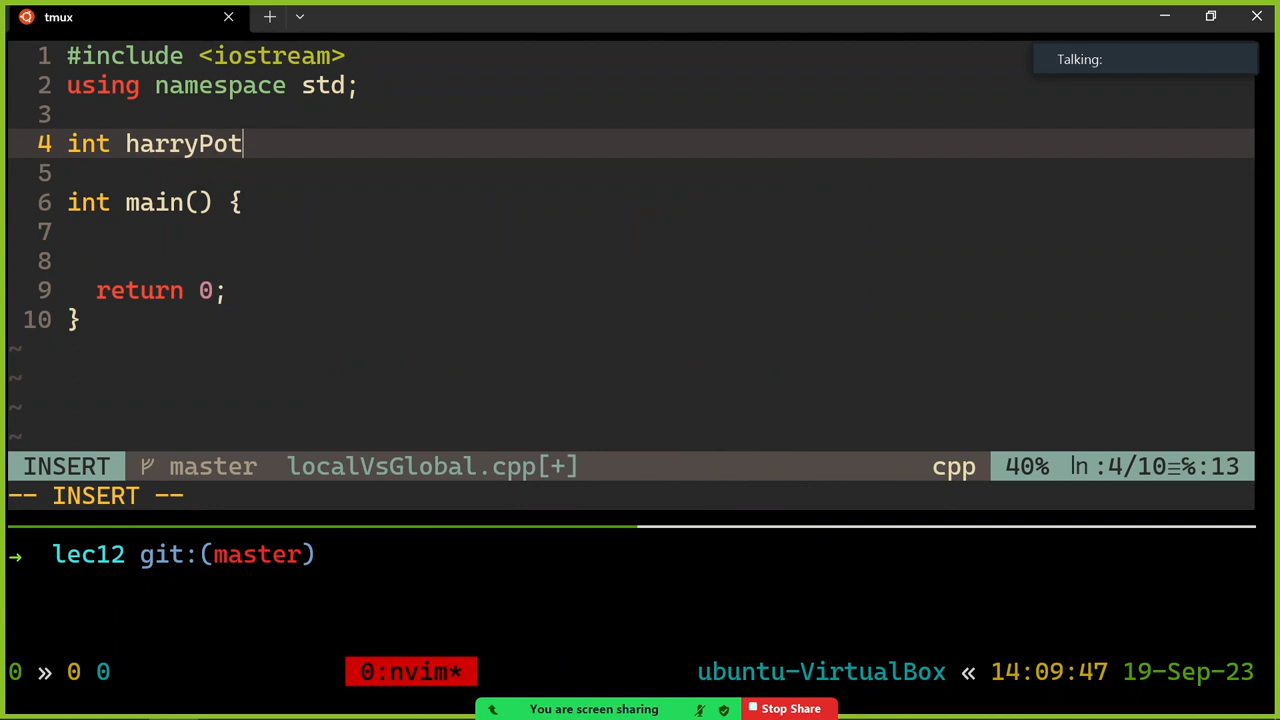 tmux
Talking:
1 #include <iostream>
2 using namespace std;
3
4 int harryPot
5
6 int main() {
7
8
9 return 0;
10 }
~
~
~
~
INSERT master localVsGlobal.cpp[+] cpp 40% ln :4/10≡%:13
-- INSERT --
→ lec12 git:(master)
0 » 0 0 0:nvim* ubuntu-VirtualBox « 14:09:47 19-Sep-23
You are screen sharing Stop Share